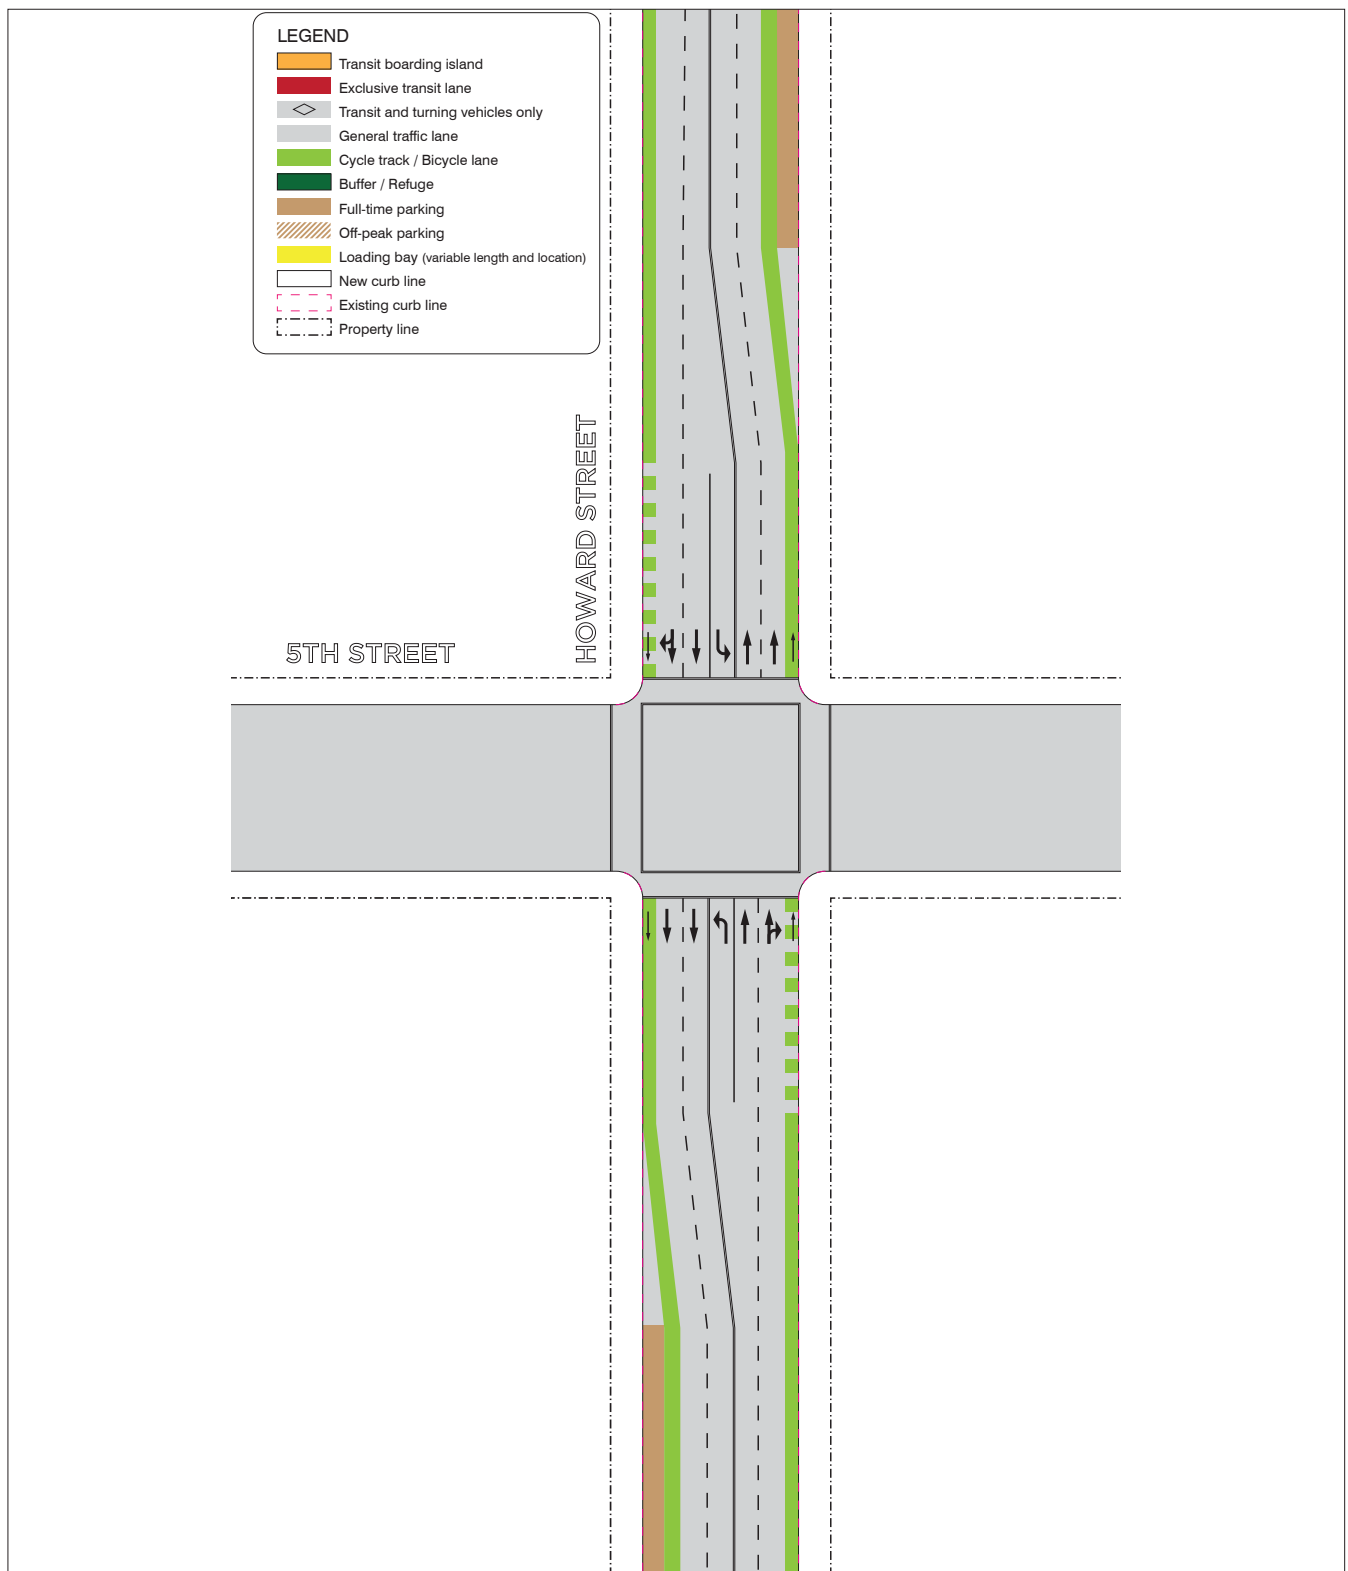 LEGEND
Transit boarding island
Exclusive transit lane
Transit and turning vehicles only
General traffic lane
Cycle track / Bicycle lane
Buffer / Refuge
Full-time parking
Off-peak parking
Loading bay (variable length and location)
New curb line
Existing curb line
Property line
HOWARD STREET
5TH STREET